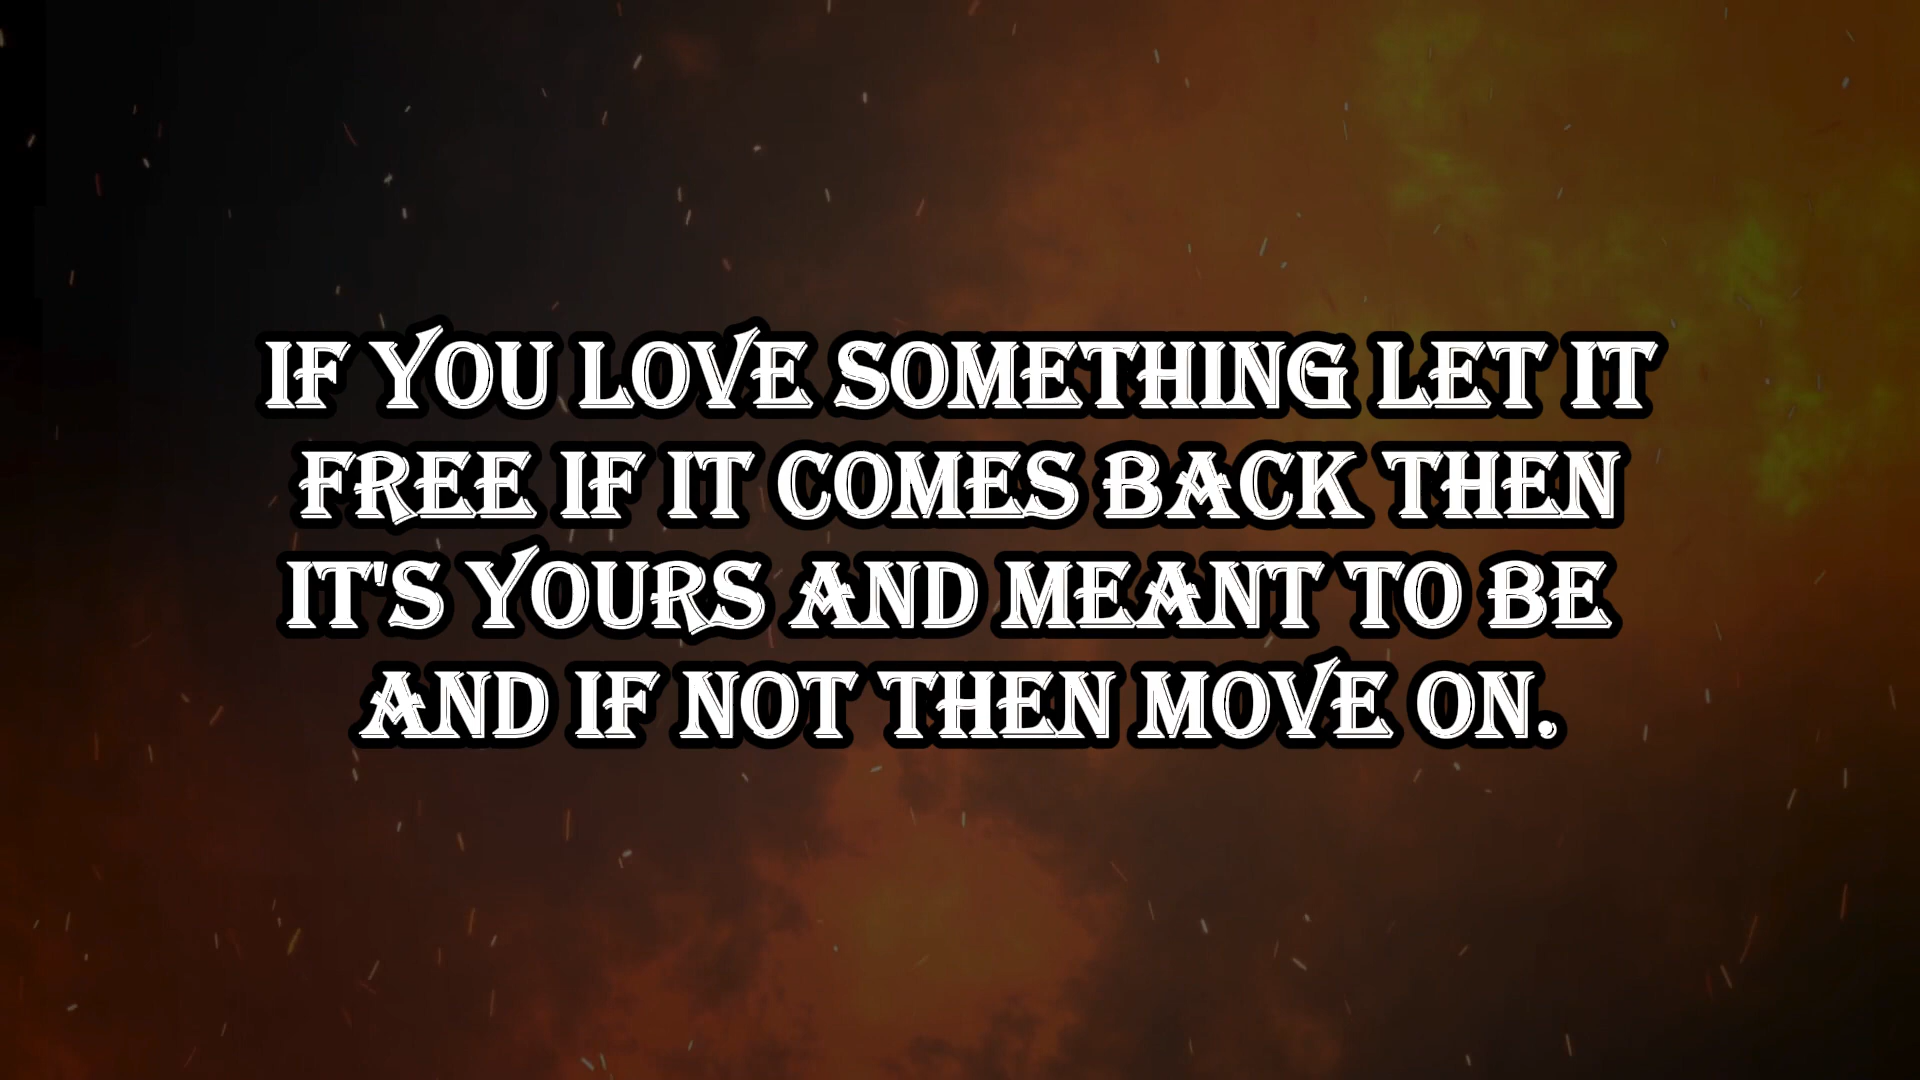 IF YOU LOVE SOMETHING LET IT
FREE IF IT COMES BACK THEN
IT'S YOURS AND MEANT TO BE
AND IF NOT THEN MOVE ON.